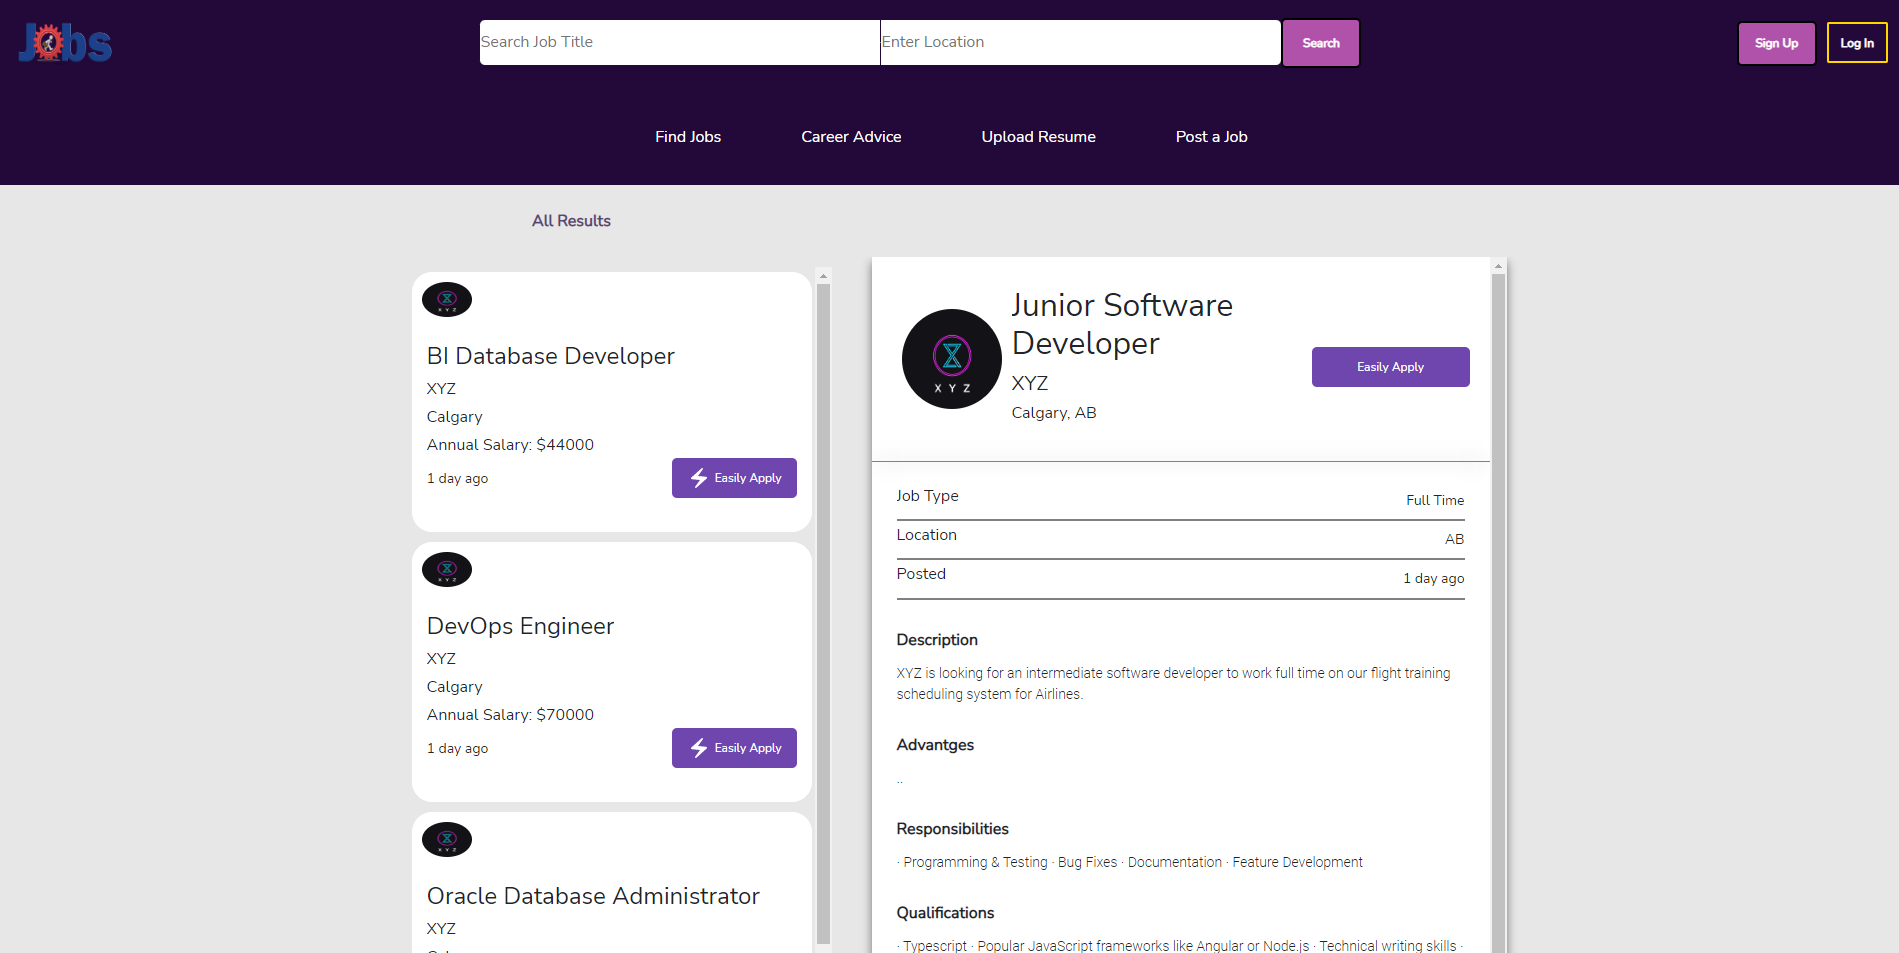 Jobs
Search Job Title
Enter Location
Search
Sign Up
Log In
Find Jobs
Career Advice
Upload Resume
Post a Job
All Results
XYZ
BI Database Developer
XYZ
Calgary
Annual Salary: $44000
1 day ago
Easily Apply
XYZ
DevOps Engineer
XYZ
Calgary
Annual Salary: $70000
1 day ago
Easily Apply
XYZ
Oracle Database Administrator
XYZ
X Y Z
Junior Software
Developer
XYZ
Calgary, AB
Easily Apply
Job Type
Full Time
Location
AB
Posted
1 day ago
Description
XYZ is looking for an intermediate software developer to work full time on our flight training
scheduling system for Airlines.
Advantges
..
Responsibilities
· Programming & Testing · Bug Fixes · Documentation · Feature Development
Qualifications
· Typescript · Popular JavaScript frameworks like Angular or Node.js · Technical writing skills ·